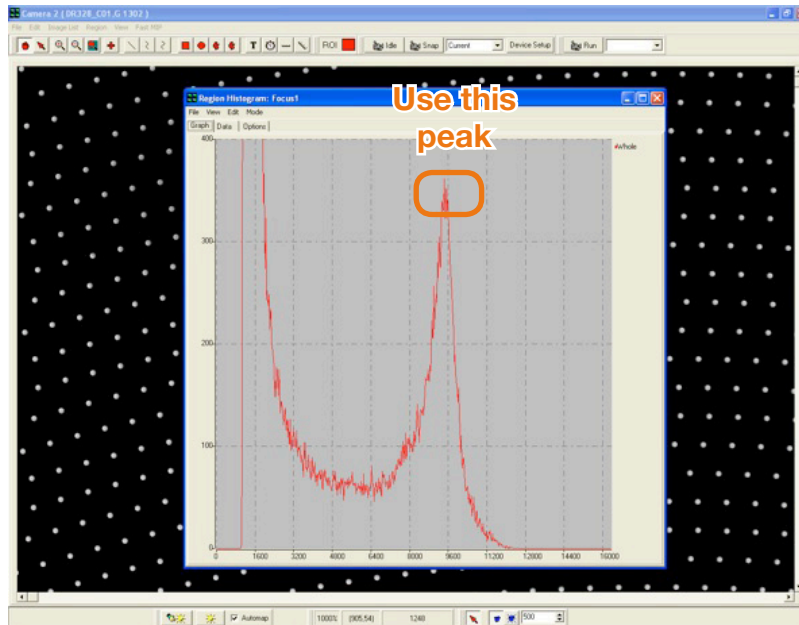 Camera 2 ( DR328_C01,G 1302 )
File Edit Image List Region View Fast MDI
T ROI Idle Snap Current Device Setup Run
Use this
peak
Region Histogram: Focus1
File View Edit Mode
Graph Data Options
400
Whole
300
200
100
0
0 1600 3200 4800 6400 8000 9600 11200 12800 14400 16000
Automap 1000% (905,54) 1248 500